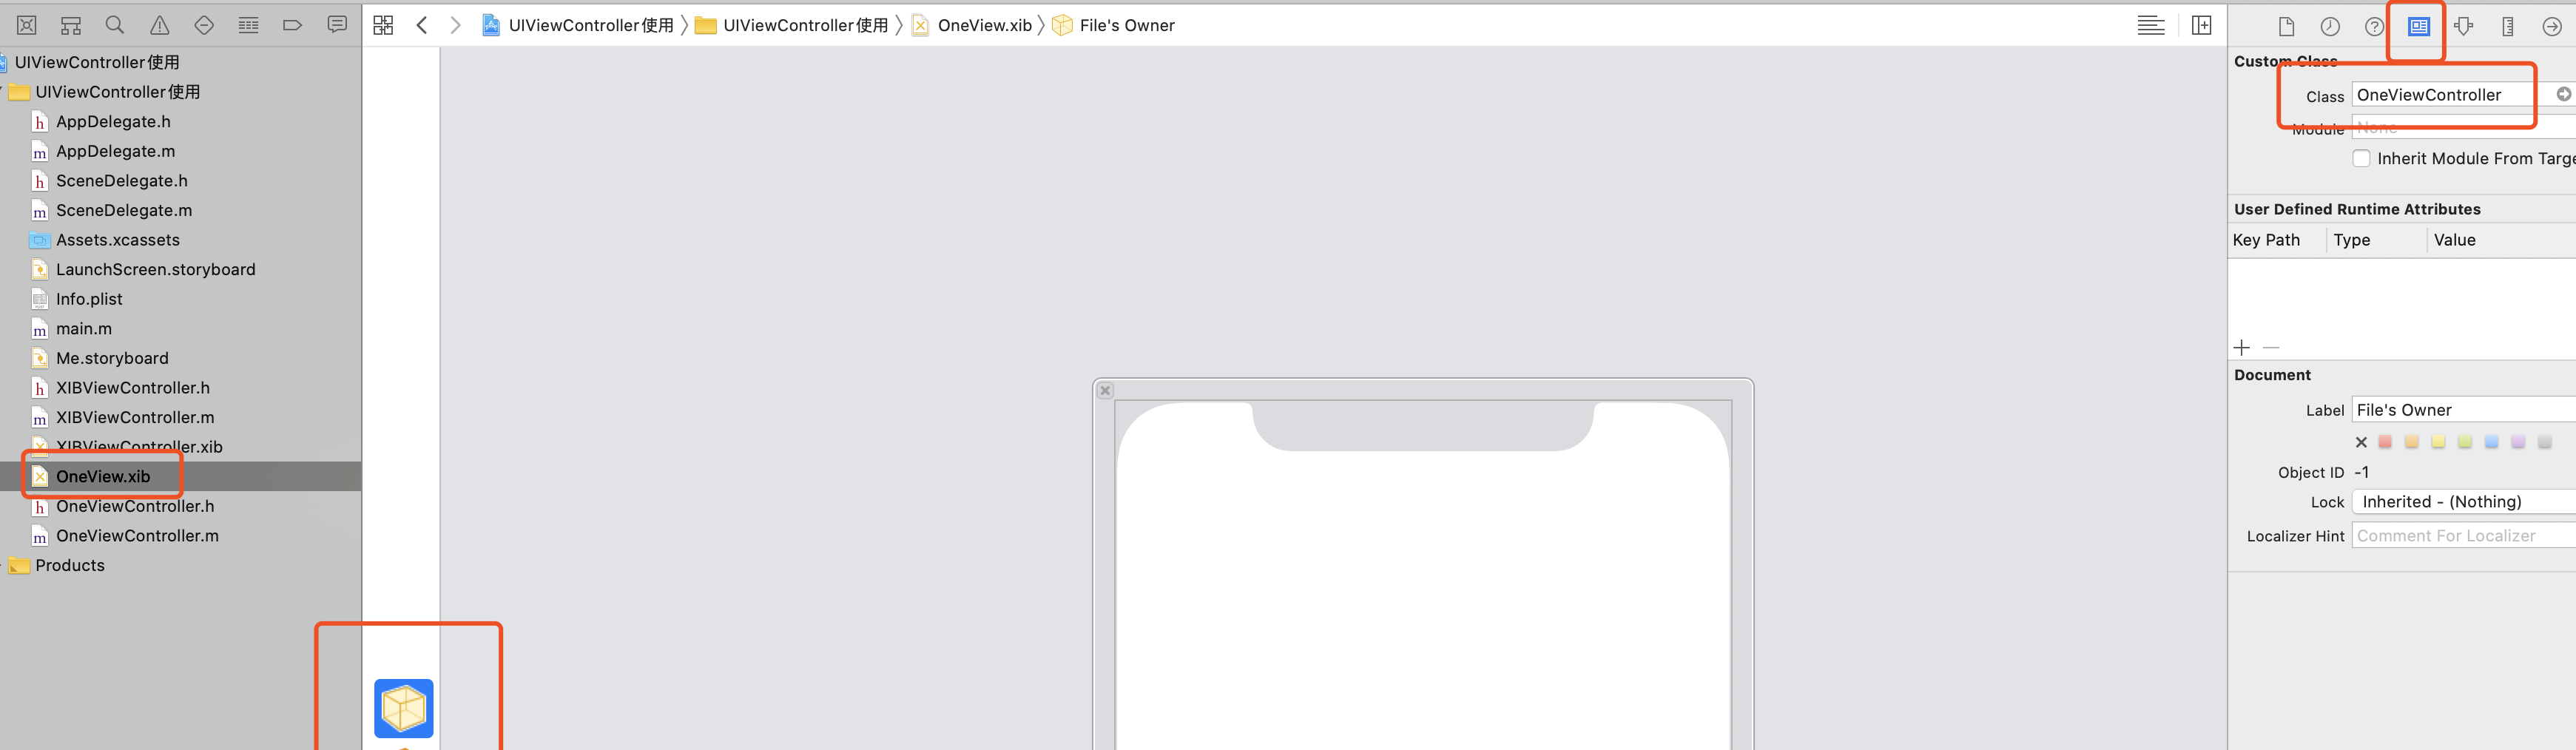 UIViewController使用 UIViewController使用 OneView.xib File's Owner
UIViewController使用
UIViewController使用
AppDelegate.h
AppDelegate.m
SceneDelegate.h
SceneDelegate.m
Assets.xcassets
LaunchScreen.storyboard
Info.plist
main.m
Me.storyboard
XIBViewController.h
XIBViewController.m
XIBViewController.xib
OneView.xib
OneViewController.h
OneViewController.m
Products
Custom Class
Class OneViewController
Module None
Inherit Module From Targe
User Defined Runtime Attributes
Key Path Type Value
Document
Label File's Owner
Object ID -1
Lock Inherited - (Nothing)
Localizer Hint Comment For Localizer